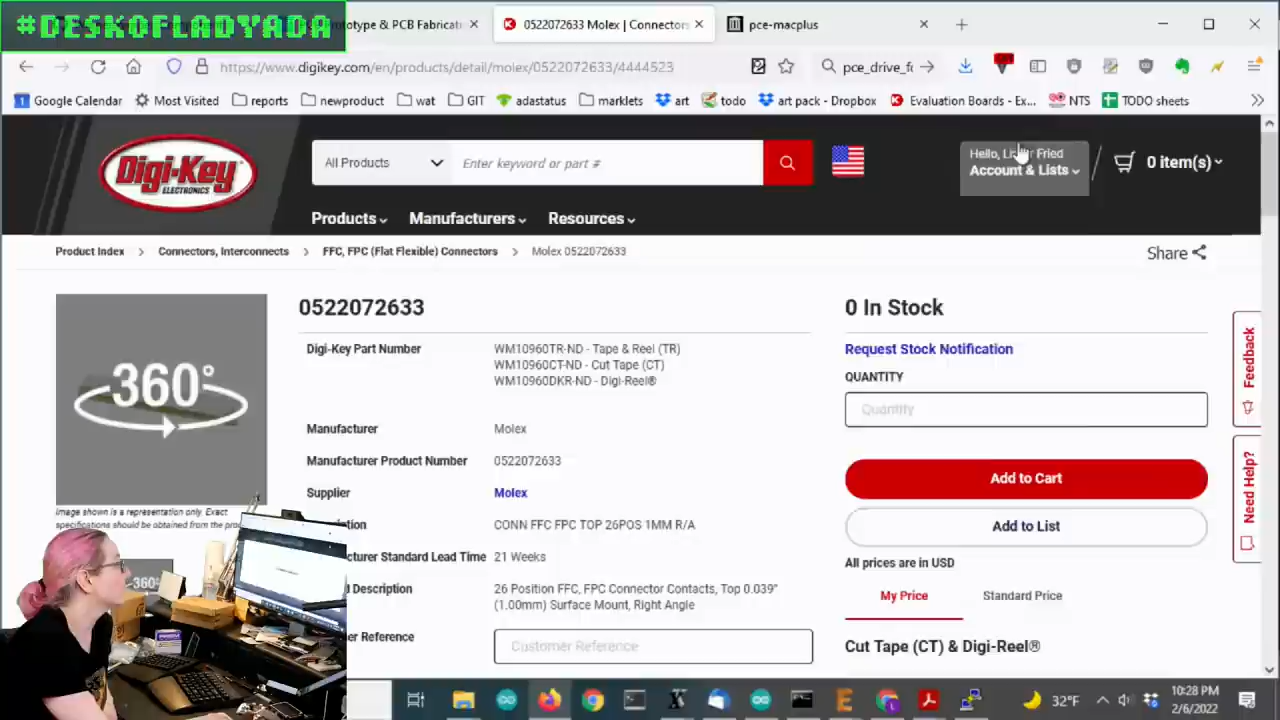 #DESKOFLADYADA
ototype & PCB Fabricat
0522072633 Molex | Connectors
pce-macplus
https://www.digikey.com/en/products/detail/molex/0522072633/4444523
pce_drive_f
Google Calendar
Most Visited
reports
newproduct
wat
GIT
adastatus
marklets
art
todo
art pack - Dropbox
Evaluation Boards - Ex...
NTS
TODO sheets
Digi-Key
ELECTRONICS
All Products
Enter keyword or part #
Hello, Fried
Account & Lists
0 item(s)
Products
Manufacturers
Resources
Product Index
Connectors, Interconnects
FFC, FPC (Flat Flexible) Connectors
Molex 0522072633
Share
360°
Image shown is a representation only. Exact
specifications should be obtained from the pro
360°
0522072633
Digi-Key Part Number
WM10960TR-ND - Tape & Reel (TR)
WM10960CT-ND - Cut Tape (CT)
WM10960DKR-ND - Digi-Reel®
Manufacturer
Molex
Manufacturer Product Number
0522072633
Supplier
Molex
ption
CONN FFC FPC TOP 26POS 1MM R/A
cturer Standard Lead Time
21 Weeks
d Description
26 Position FFC, FPC Connector Contacts, Top 0.039"
(1.00mm) Surface Mount, Right Angle
er Reference
Customer Reference
0 In Stock
Request Stock Notification
QUANTITY
Quantity
Add to Cart
Add to List
All prices are in USD
My Price
Standard Price
Cut Tape (CT) & Digi-Reel®
Feedback
Need Help?
32°F
10:28 PM
2/6/2022